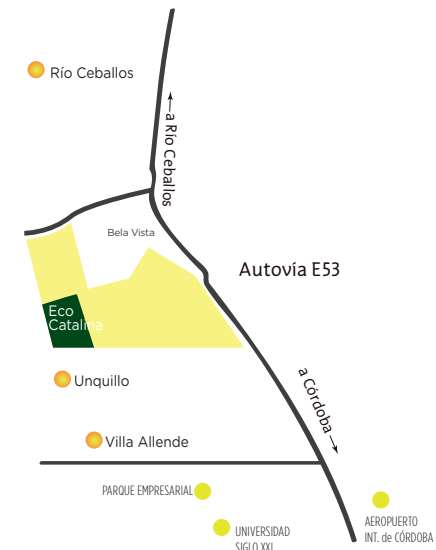 Río Ceballos
a Río Ceballos
Bela Vista
Autovía E53
Eco
Catalina
Unquillo
a Córdoba
Villa Allende
PARQUE EMPRESARIAL
AEROPUERTO
INT. de CÓRDOBA
UNIVERSIDAD
SIGLO XXI